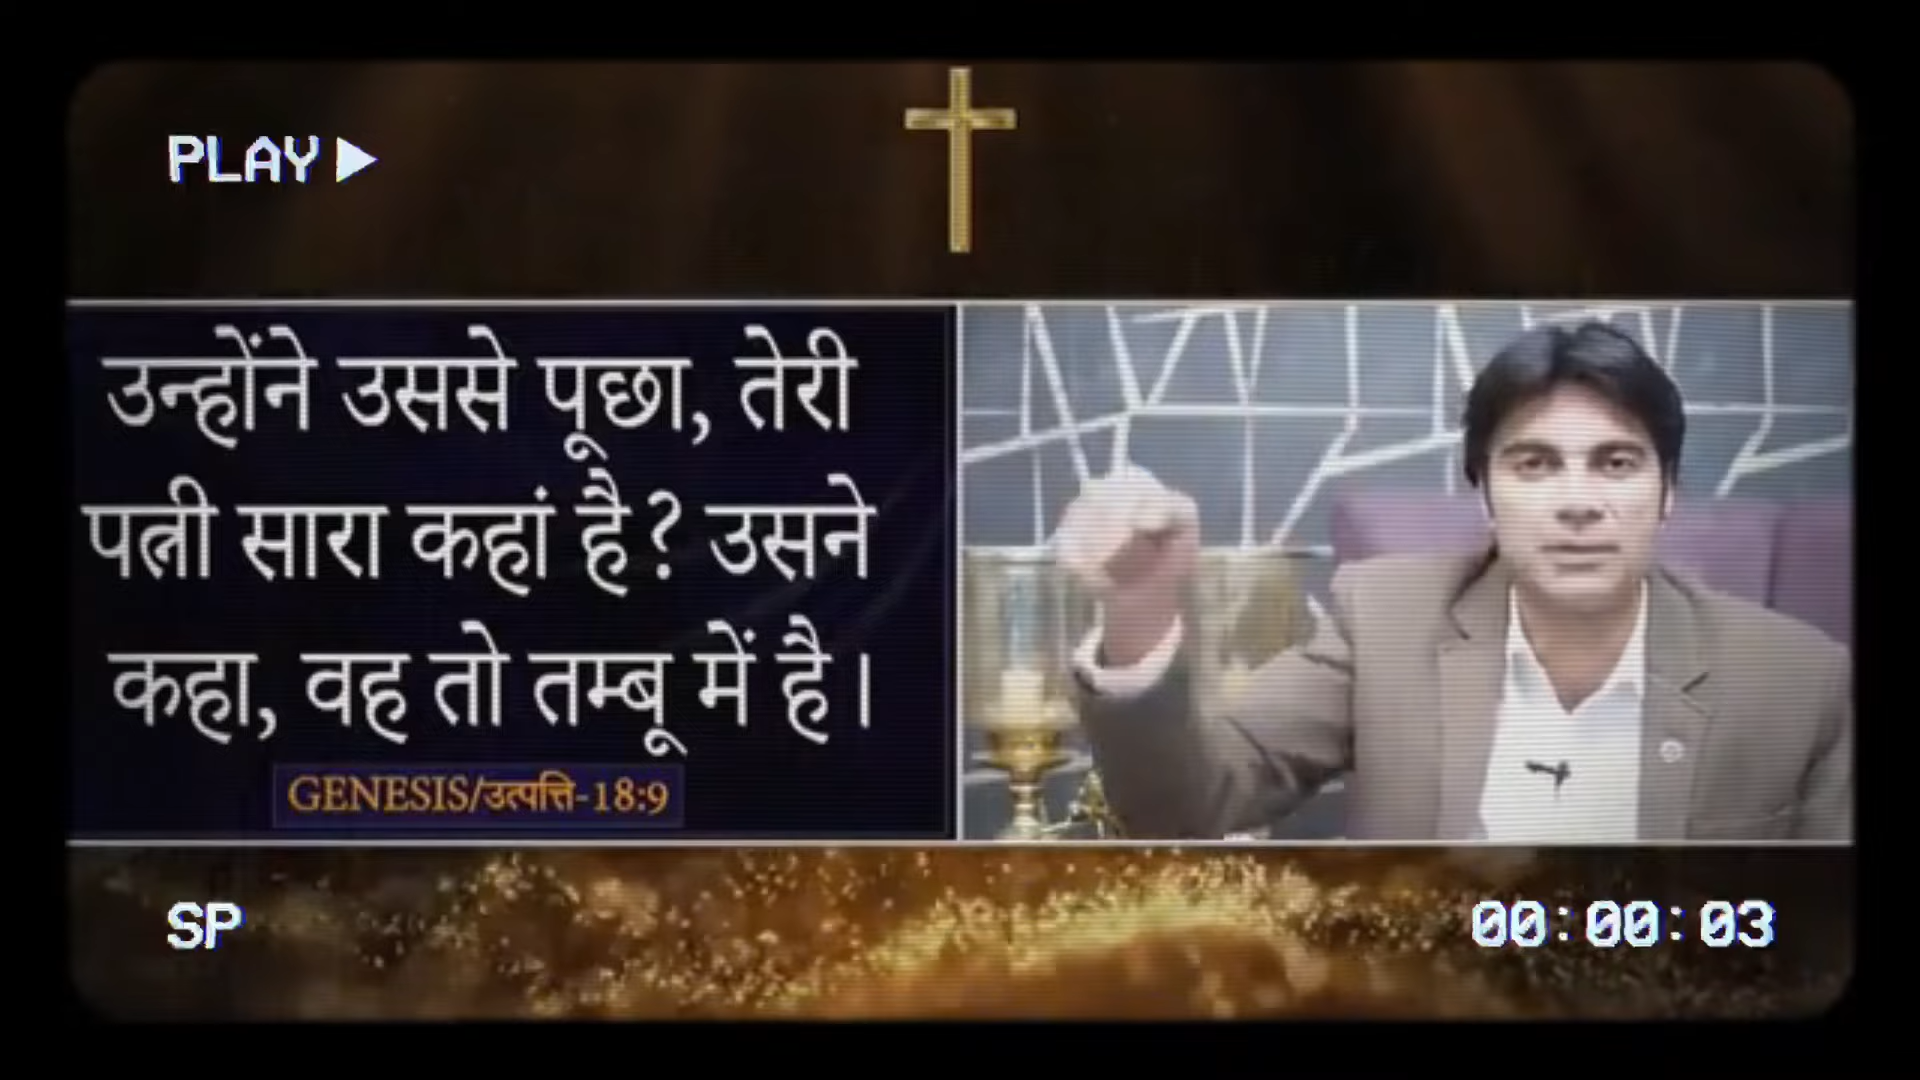 PLAY
उन्होंने उससे पूछा, तेरी
पत्नी सारा कहां है? उसने
कहा, वह तो तम्बू में है।
GENESIS/उत्पत्ति-18:9
SP
00:00:03